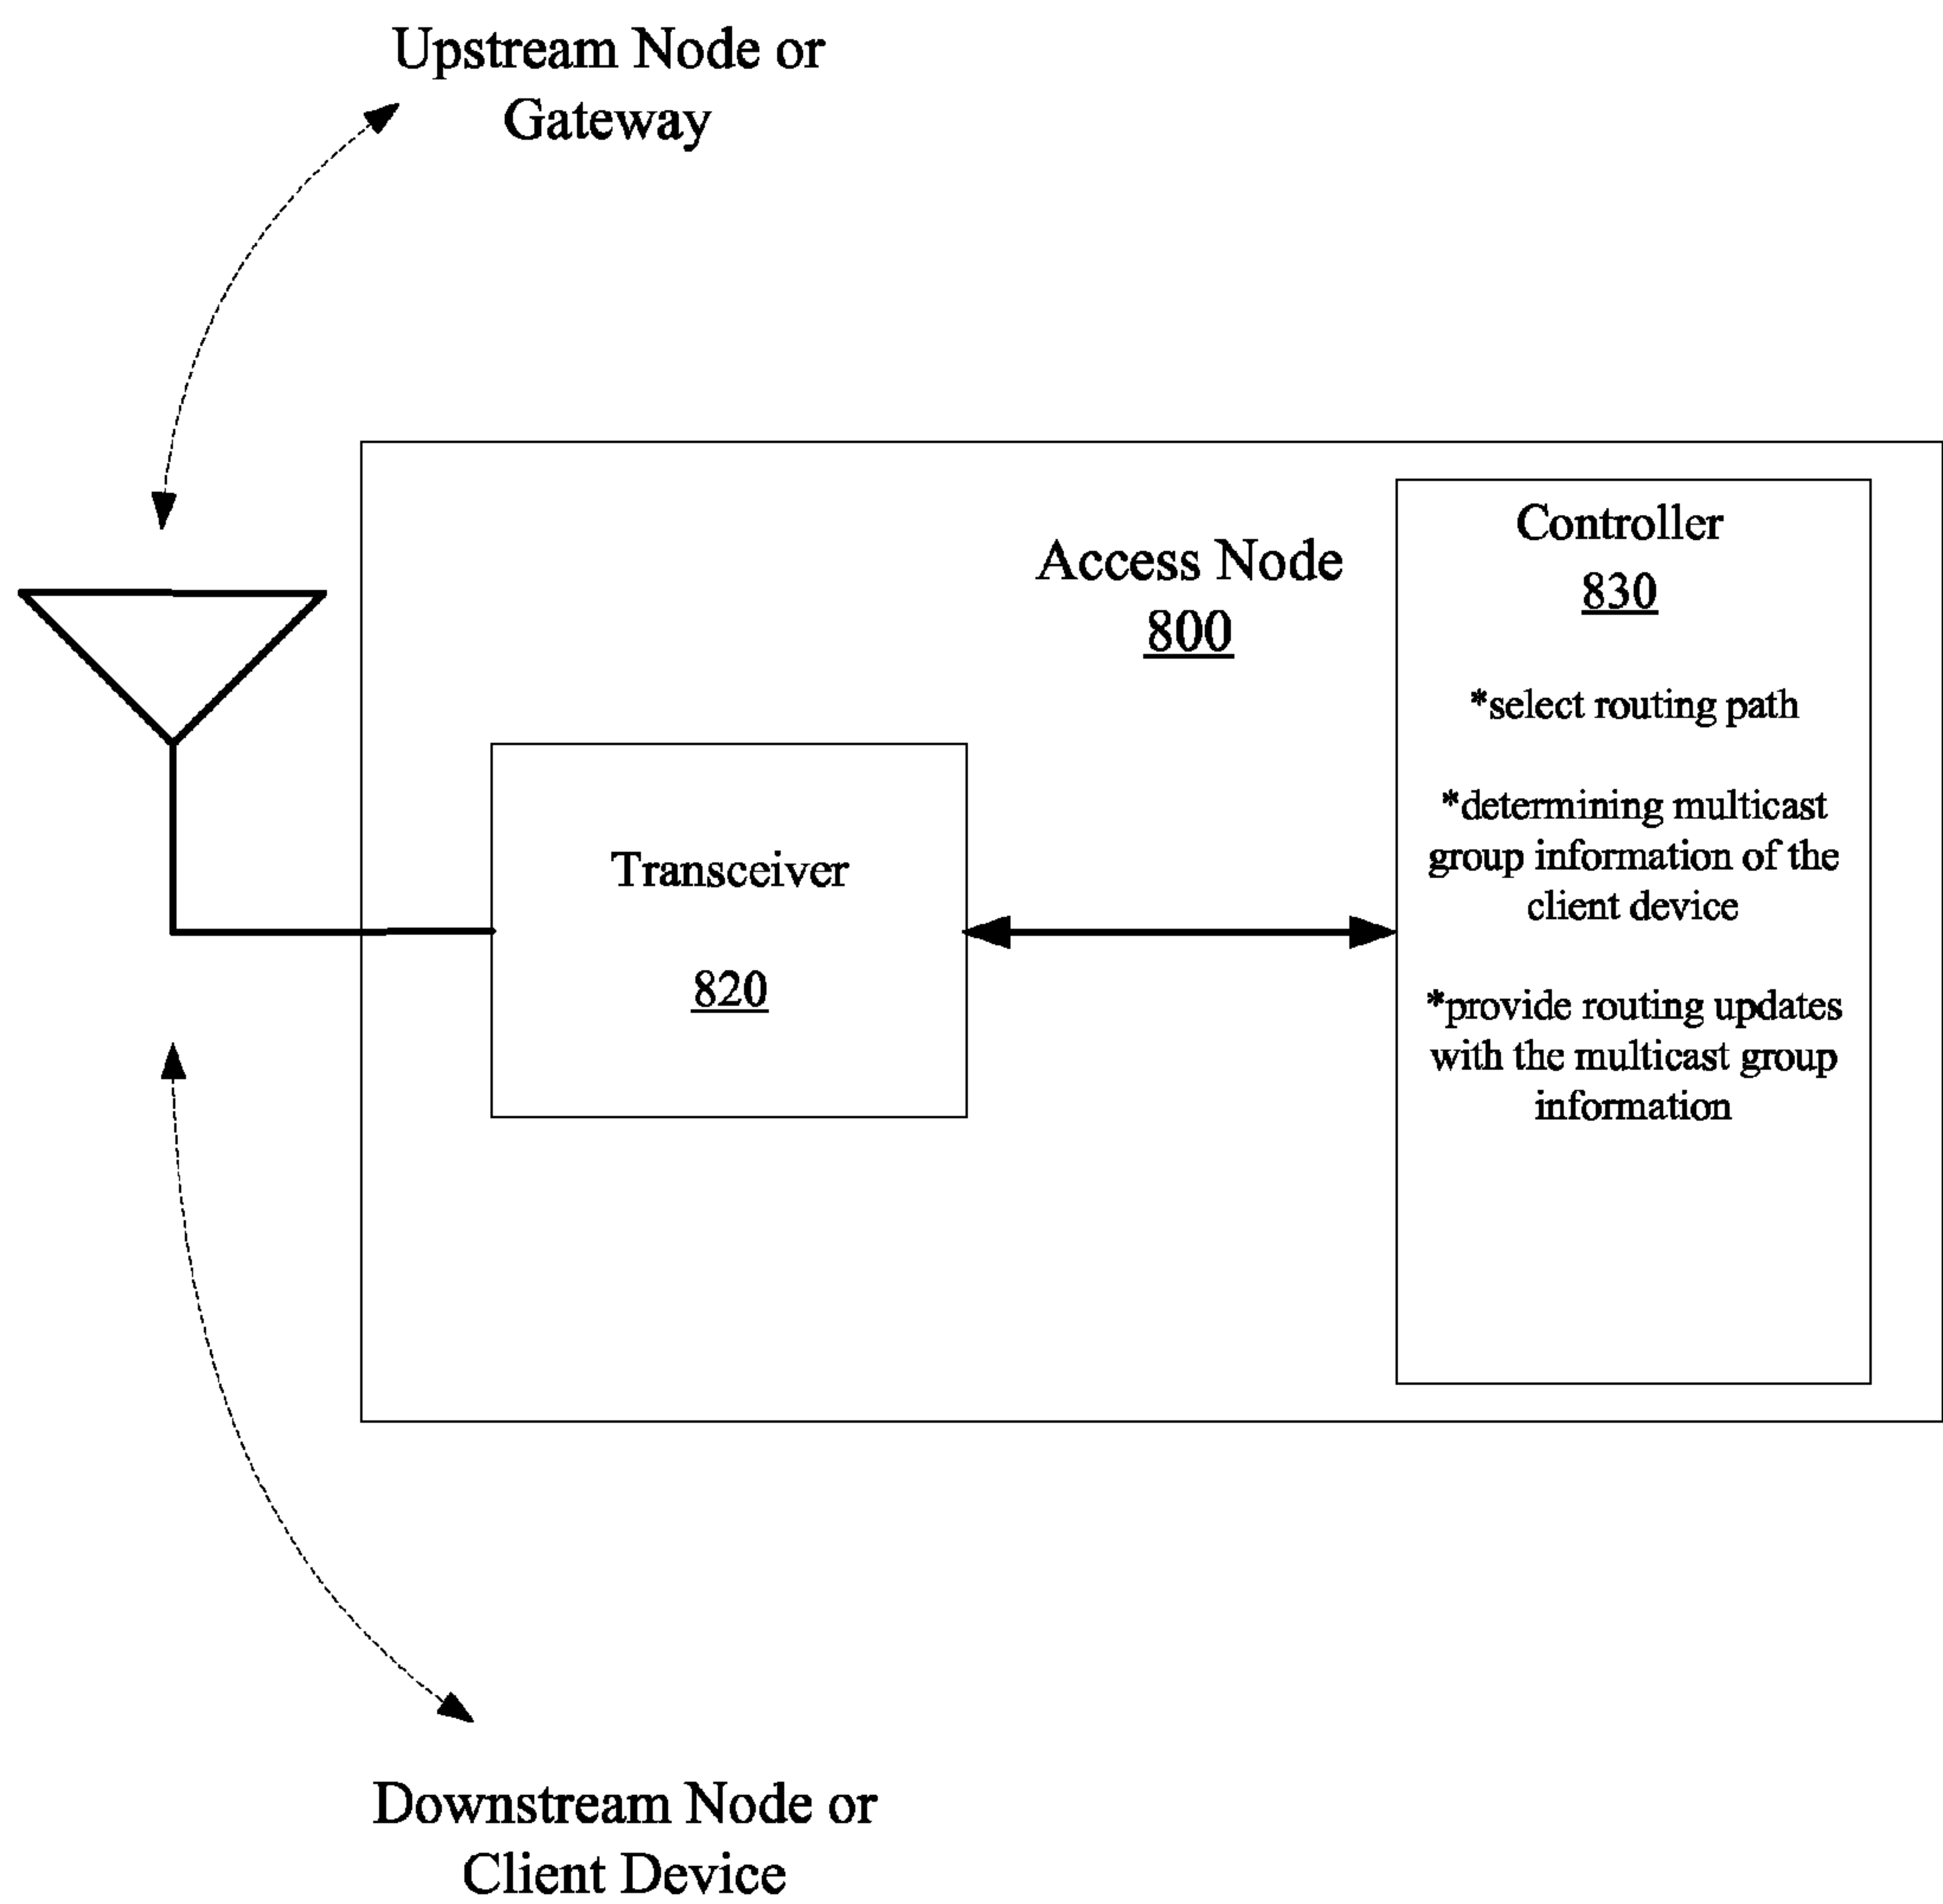 Upstream Node or
Gateway
Access Node
800
Controller
830
*select routing path
*determining multicast
group information of the
client device
*provide routing updates
with the multicast group
information
Transceiver
820
Downstream Node or
Client Device